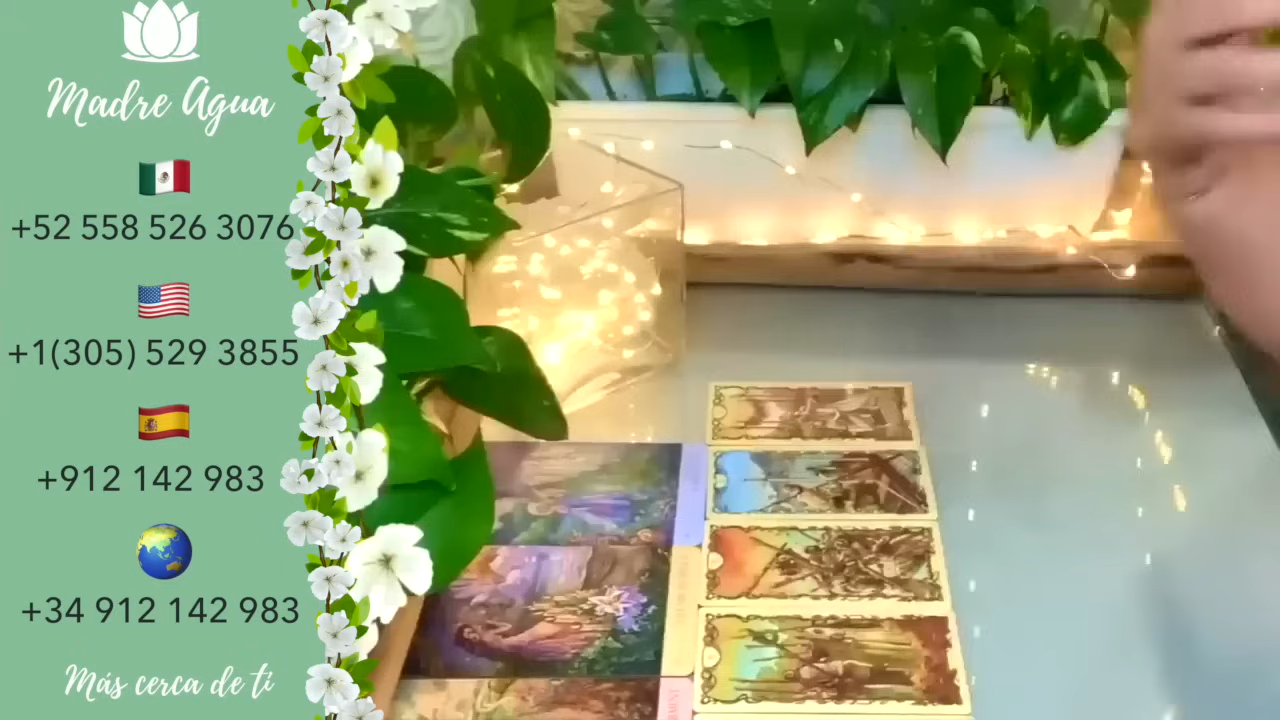 Madre Agua
+52 558 526 3076
+1(305) 529 3855
+912 142 983
+34 912 142 983
Más cerca de ti